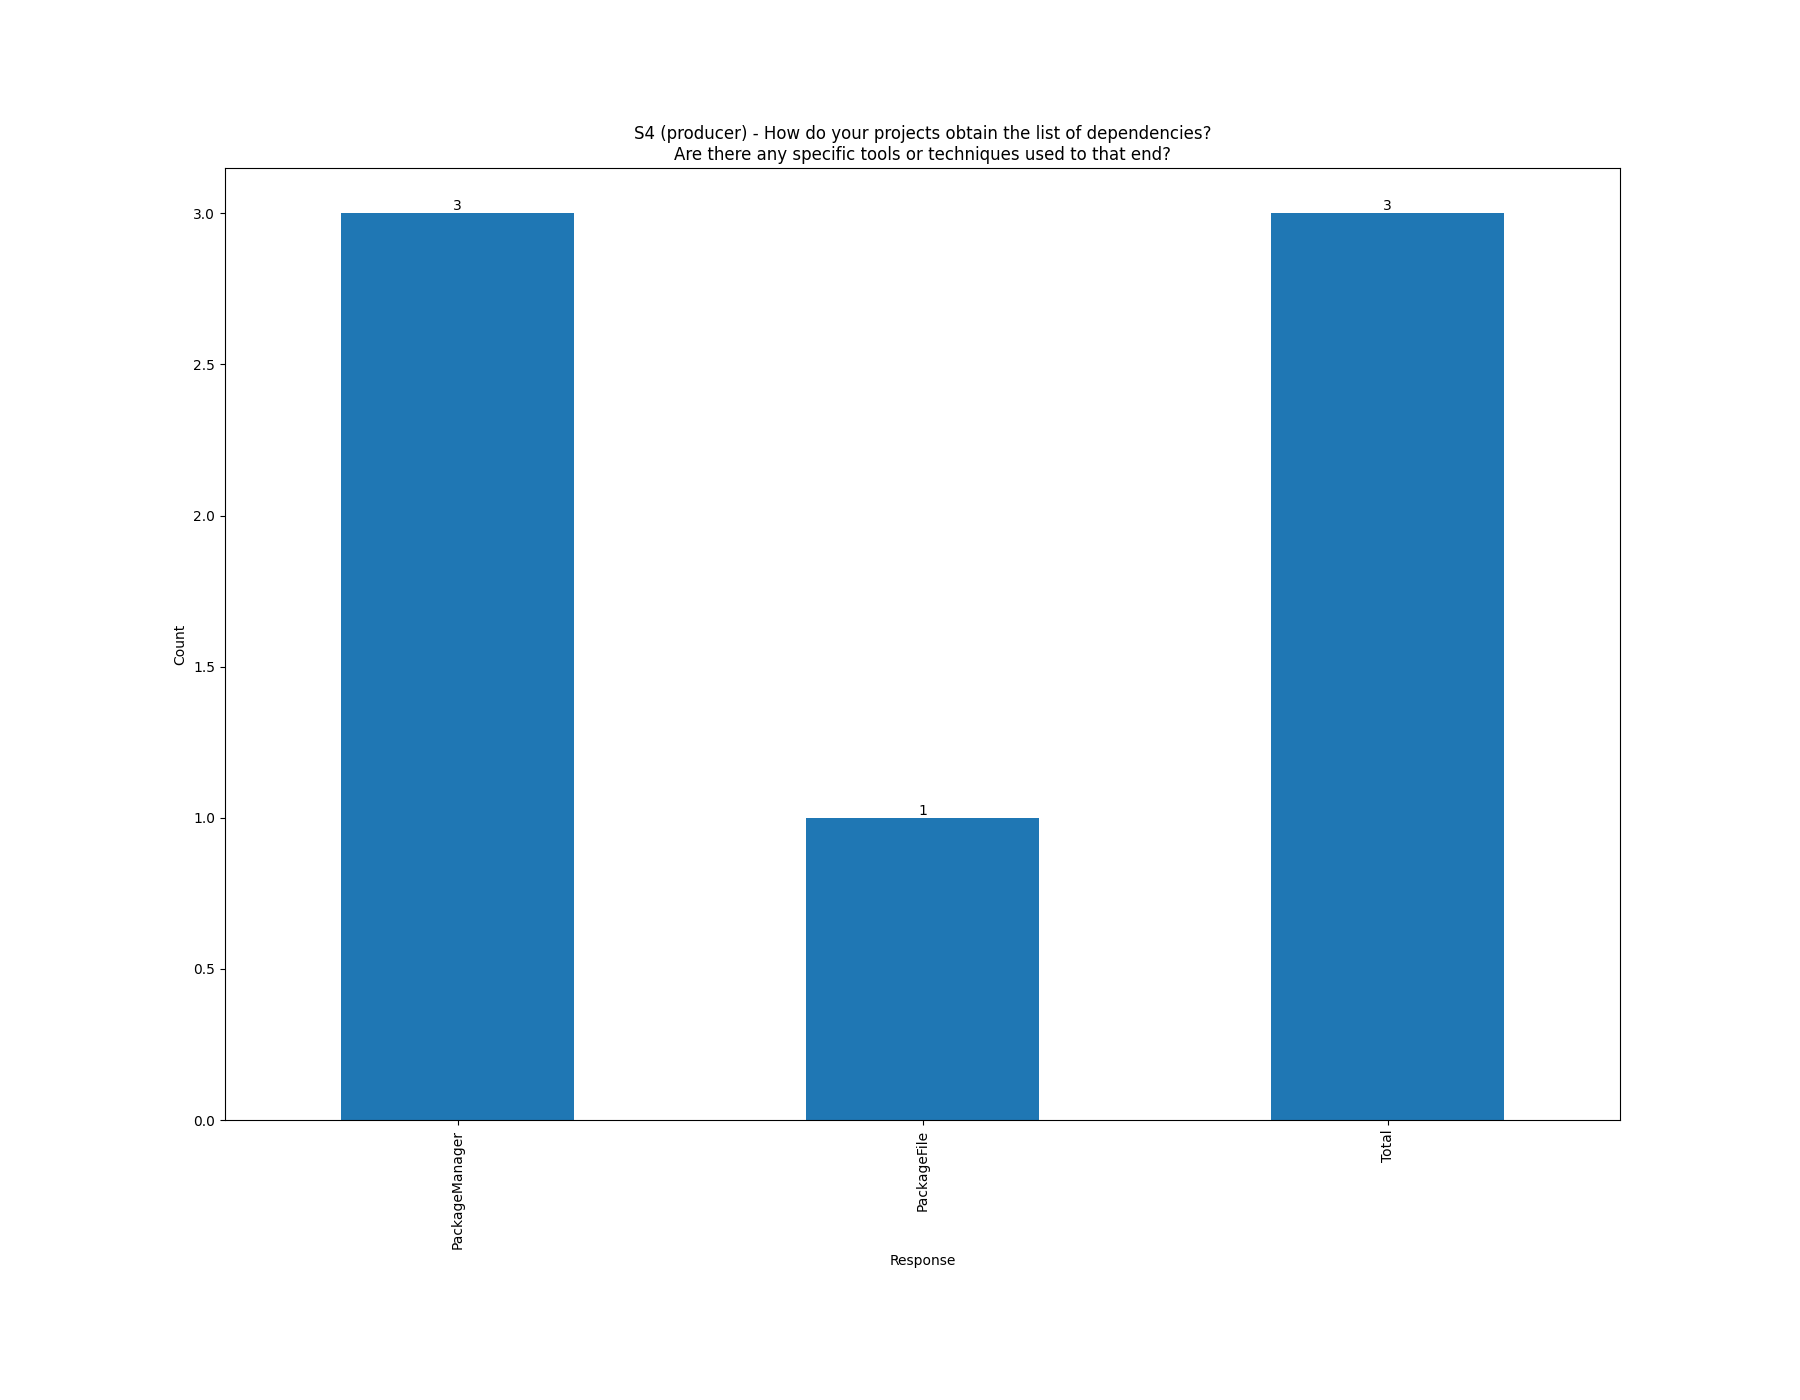 S4 (producer) - How do your projects obtain the list of dependencies?
Are there any specific tools or techniques used to that end?
3
3
3.0
2.5
2.0
Count
1.5
1
1.0
0.5
0.0
PackageManager
PackageFile
Total
Response